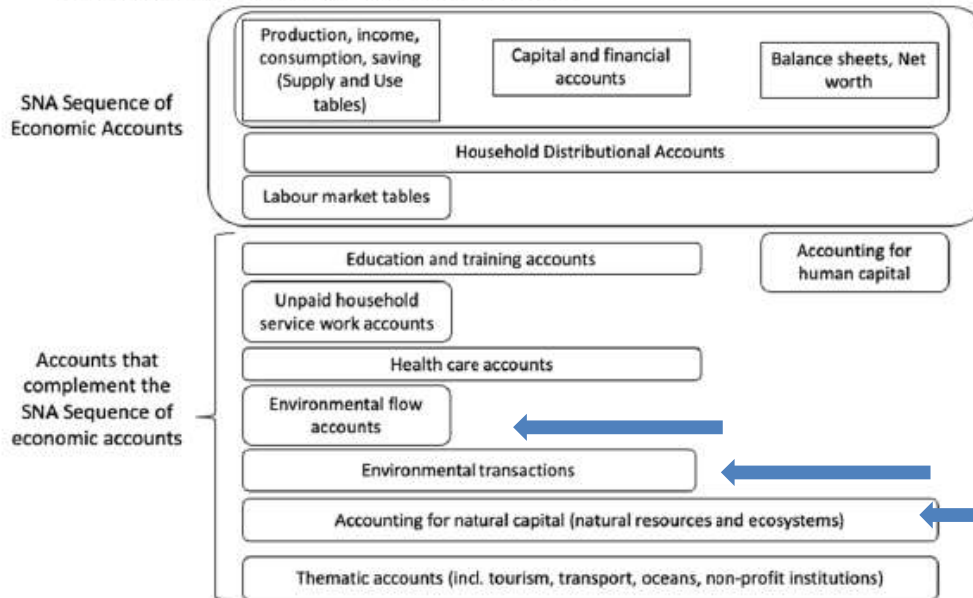 Production, income,
consumption, saving
(Supply and Use
tables)
Capital and financial
accounts
Balance sheets, Net
worth
SNA Sequence of
Economic Accounts
Household Distributional Accounts
Labour market tables
Education and training accounts
Accounting for
human capital
Unpaid household
service work accounts
Health care accounts
Accounts that
complement the
SNA Sequence of
economic accounts
Environmental flow
accounts
Environmental transactions
Accounting for natural capital (natural resources and ecosystems)
Thematic accounts (incl. tourism, transport, oceans, non-profit institutions)